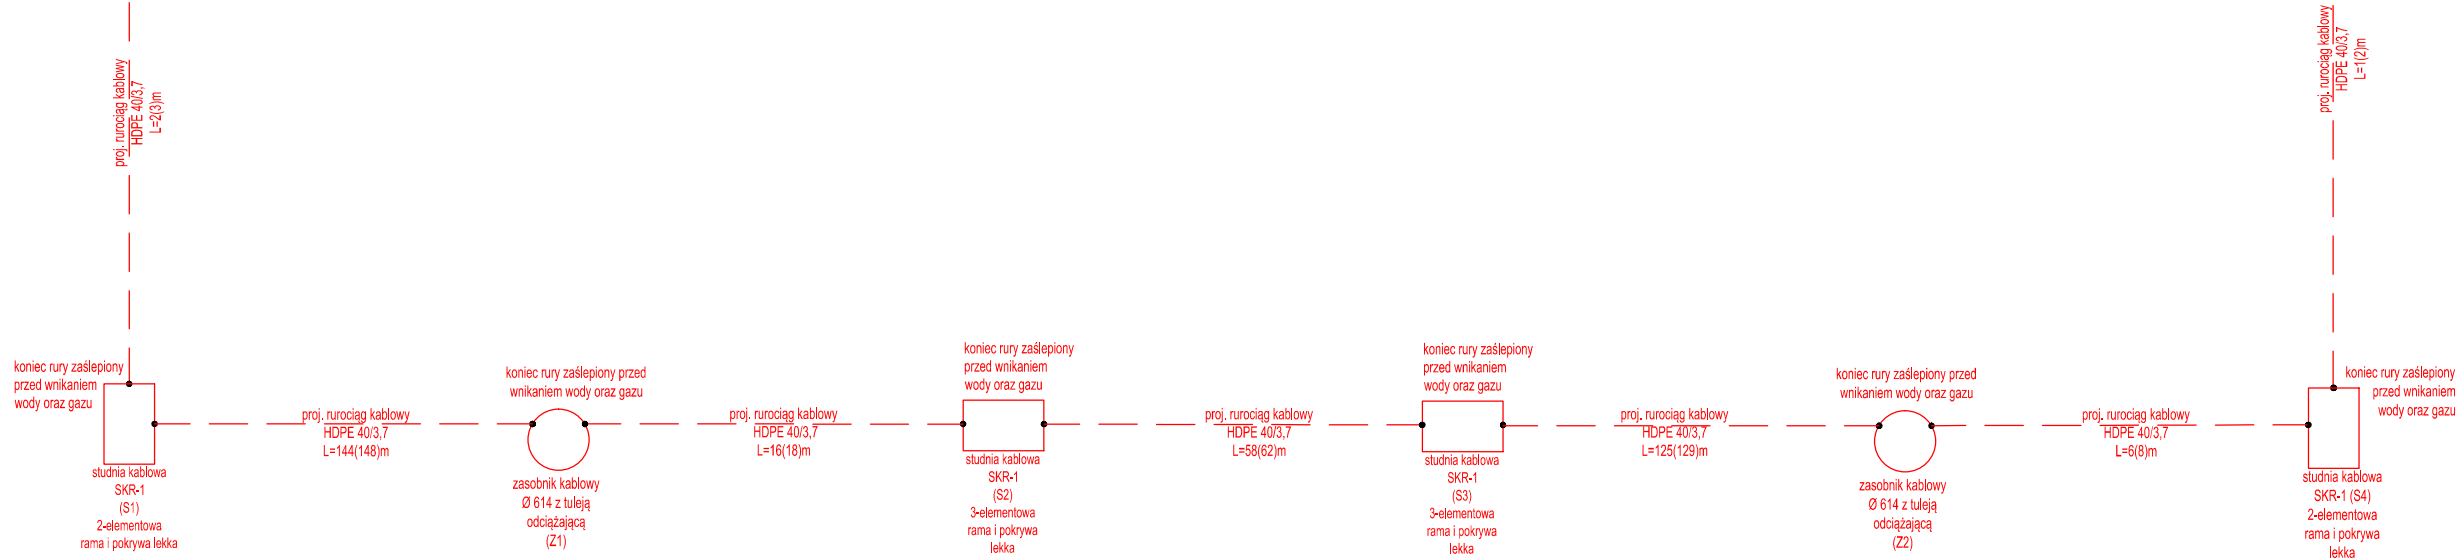 proj. rurociąg kablowy
HDPE 40/3,7
L=2(3)m
proj. rurociąg kablowy
HDPE 40/3,7
L=1(2)m
koniec rury zaślepiony
przed wnikaniem
wody oraz gazu
studnia kablowa
SKR-1
(S1)
2-elementowa
rama i pokrywa lekka
proj. rurociąg kablowy
HDPE 40/3,7
L=144(148)m
koniec rury zaślepiony przed
wnikaniem wody oraz gazu
zasobnik kablowy
Ø 614 z tuleją
odciążającą
(Z1)
proj. rurociąg kablowy
HDPE 40/3,7
L=16(18)m
koniec rury zaślepiony
przed wnikaniem
wody oraz gazu
studnia kablowa
SKR-1
(S2)
3-elementowa
rama i pokrywa
lekka
proj. rurociąg kablowy
HDPE 40/3,7
L=58(62)m
koniec rury zaślepiony
przed wnikaniem
wody oraz gazu
studnia kablowa
SKR-1
(S3)
3-elementowa
rama i pokrywa
lekka
proj. rurociąg kablowy
HDPE 40/3,7
L=125(129)m
koniec rury zaślepiony przed
wnikaniem wody oraz gazu
zasobnik kablowy
Ø 614 z tuleją
odciążającą
(Z2)
proj. rurociąg kablowy
HDPE 40/3,7
L=6(8)m
koniec rury zaślepiony
przed wnikaniem
wody oraz gazu
studnia kablowa
SKR-1 (S4)
2-elementowa
rama i pokrywa
lekka